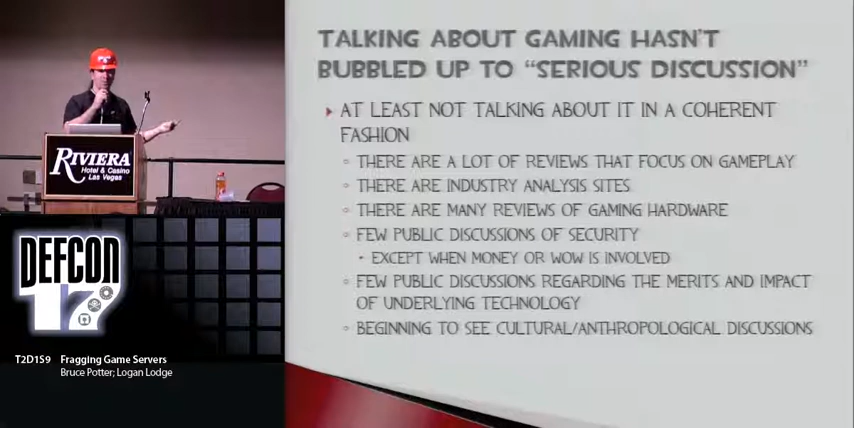 TALKING ABOUT GAMING HASN'T
BUBBLED UP TO "SERIOUS DISCUSSION"
AT LEAST NOT TALKING ABOUT IT IN A COHERENT
FASHION
THERE ARE A LOT OF REVIEWS THAT FOCUS ON GAMEPLAY
THERE ARE INDUSTRY ANALYSIS SITES
THERE ARE MANY REVIEWS OF GAMING HARDWARE
FEW PUBLIC DISCUSSIONS OF SECURITY
EXCEPT WHEN MONEY OR WOW IS INVOLVED
FEW PUBLIC DISCUSSIONS REGARDING THE MERITS AND IMPACT
OF UNDERLYING TECHNOLOGY
BEGINNING TO SEE CULTURAL/ANTHROPOLOGICAL DISCUSSIONS
RIVIERA
Hotel & Casino
Las Vegas
DEFCON
17
T2D1S9 Fragging Game Servers
Bruce Potter; Logan Lodge